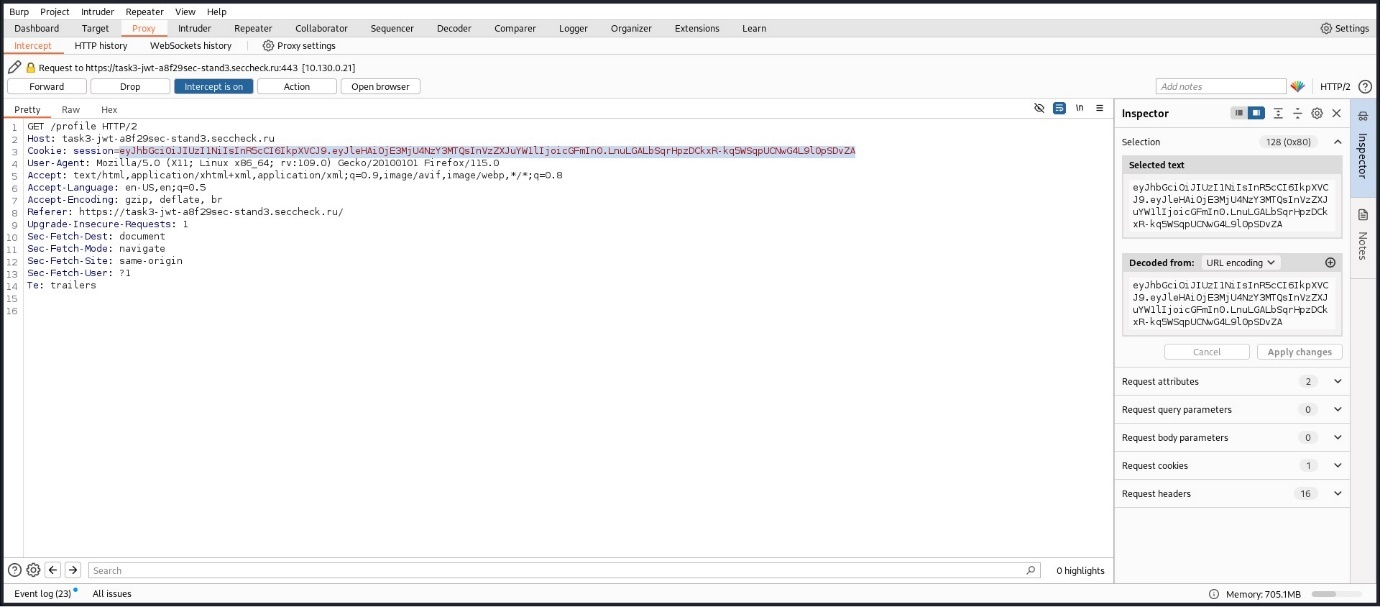 Burp Project Intruder Repeater View Help
Dashboard Target Proxy Intruder Repeater Collaborator Sequencer Decoder Comparer Logger Organizer Extensions Learn Settings
Intercept HTTP history WebSockets history Proxy settings
Request to https://task3-jwt-a8f29sec-stand3.seccheck.ru:443 [10.130.0.21]
Forward Drop Intercept is on Action Open browser Add notes HTTP/2
Pretty Raw Hex \n
1 GET /profile HTTP/2
2 Host: task3-jwt-a8f29sec-stand3.seccheck.ru
3 Cookie: session=eyJhbGciOiJIUzI1NiIsInR5cCI6IkpXVCJ9.eyJleHAiOjE3MjU4NzY3MTQsInVzZXJuYW1lIjoicGFmIn0.LnuLGALbSqrHpzDCkxR-kq5WSqpUCNwG4L9lOpSDvZA
4 User-Agent: Mozilla/5.0 (X11; Linux x86_64; rv:109.0) Gecko/20100101 Firefox/115.0
5 Accept: text/html,application/xhtml+xml,application/xml;q=0.9,image/avif,image/webp,*/*;q=0.8
6 Accept-Language: en-US,en;q=0.5
7 Accept-Encoding: gzip, deflate, br
8 Referer: https://task3-jwt-a8f29sec-stand3.seccheck.ru/
9 Upgrade-Insecure-Requests: 1
10 Sec-Fetch-Dest: document
11 Sec-Fetch-Mode: navigate
12 Sec-Fetch-Site: same-origin
13 Sec-Fetch-User: ?1
14 Te: trailers
15
16
Inspector
Selection 128 (0x80)
Selected text
eyJhbGciOiJIUzI1NiIsInR5cCI6IkpXVC
J9.eyJleHAiOjE3MjU4NzY3MTQsInVzZXJ
uYW1lIjoicGFmIn0.LnuLGALbSqrHpzDCk
xR-kq5WSqpUCNwG4L9lOpSDvZA
Decoded from: URL encoding
eyJhbGciOiJIUzI1NiIsInR5cCI6IkpXVC
J9.eyJleHAiOjE3MjU4NzY3MTQsInVzZXJ
uYW1lIjoicGFmIn0.LnuLGALbSqrHpzDCk
xR-kq5WSqpUCNwG4L9lOpSDvZA
Cancel Apply changes
Request attributes 2
Request query parameters 0
Request body parameters 0
Request cookies 1
Request headers 16
Inspector
Notes
Search 0 highlights
Event log (23) All issues Memory: 705.1MB